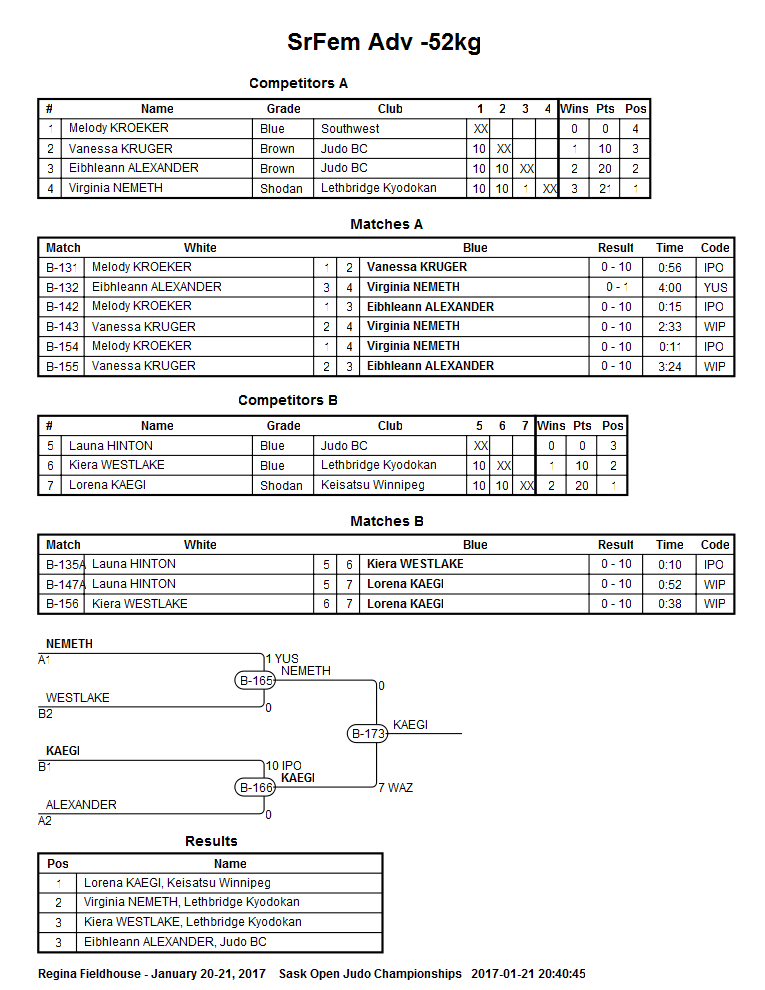 SrFem Adv -52kg
Competitors A
# Name Grade Club 1 2 3 4 Wins Pts Pos
1 Melody KROEKER Blue Southwest XX 0 0 4
2 Vanessa KRUGER Brown Judo BC 10 XX 1 10 3
3 Eibhleann ALEXANDER Brown Judo BC 10 10 XX 2 20 2
4 Virginia NEMETH Shodan Lethbridge Kyodokan 10 10 1 XX 3 21 1
Matches A
Match White Blue Result Time Code
B-131 Melody KROEKER 1 2 Vanessa KRUGER 0 - 10 0:56 IPO
B-132 Eibhleann ALEXANDER 3 4 Virginia NEMETH 0 - 1 4:00 YUS
B-142 Melody KROEKER 1 3 Eibhleann ALEXANDER 0 - 10 0:15 IPO
B-143 Vanessa KRUGER 2 4 Virginia NEMETH 0 - 10 2:33 WIP
B-154 Melody KROEKER 1 4 Virginia NEMETH 0 - 10 0:11 IPO
B-155 Vanessa KRUGER 2 3 Eibhleann ALEXANDER 0 - 10 3:24 WIP
Competitors B
# Name Grade Club 5 6 7 Wins Pts Pos
5 Launa HINTON Blue Judo BC XX 0 0 3
6 Kiera WESTLAKE Blue Lethbridge Kyodokan 10 XX 1 10 2
7 Lorena KAEGI Shodan Keisatsu Winnipeg 10 10 XX 2 20 1
Matches B
Match White Blue Result Time Code
B-135A Launa HINTON 5 6 Kiera WESTLAKE 0 - 10 0:10 IPO
B-147A Launa HINTON 5 7 Lorena KAEGI 0 - 10 0:52 WIP
B-156 Kiera WESTLAKE 6 7 Lorena KAEGI 0 - 10 0:38 WIP
NEMETH
A1 1 YUS
B-165 NEMETH
WESTLAKE
B2 0
0
B-173 KAEGI
7 WAZ
KAEGI
B1 10 IPO
B-166 KAEGI
ALEXANDER
A2 0
Results
Pos Name
1 Lorena KAEGI, Keisatsu Winnipeg
2 Virginia NEMETH, Lethbridge Kyodokan
3 Kiera WESTLAKE, Lethbridge Kyodokan
3 Eibhleann ALEXANDER, Judo BC
Regina Fieldhouse - January 20-21, 2017 Sask Open Judo Championships 2017-01-21 20:40:45